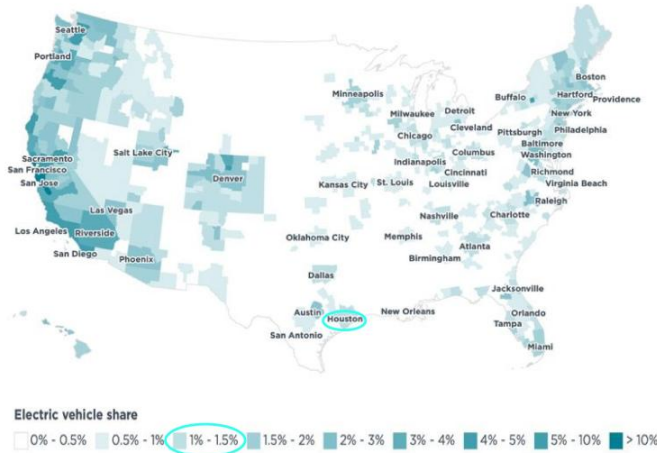 Seattle
Portland
Minneapolis
Boston
Buffalo
Hartford
Providence
Milwaukee
Detroit
New York
Chicago
Cleveland
Pittsburgh
Philadelphia
Sacramento
Salt Lake City
Baltimore
San Francisco
Denver
Indianapolis
Columbus
Washington
San Jose
Cincinnati
Kansas City
St. Louis
Louisville
Richmond
Virginia Beach
Las Vegas
Raleigh
Nashville
Charlotte
Los Angeles
Riverside
Oklahoma City
Memphis
Atlanta
San Diego
Phoenix
Birmingham
Dallas
Jacksonville
Austin
Houston
New Orleans
Orlando
Tampa
San Antonio
Miami
Electric vehicle share
0% - 0.5% 0.5% - 1% 1% - 1.5% 1.5% - 2% 2% - 3% 3% - 4% 4% - 5% 5% - 10% > 10%